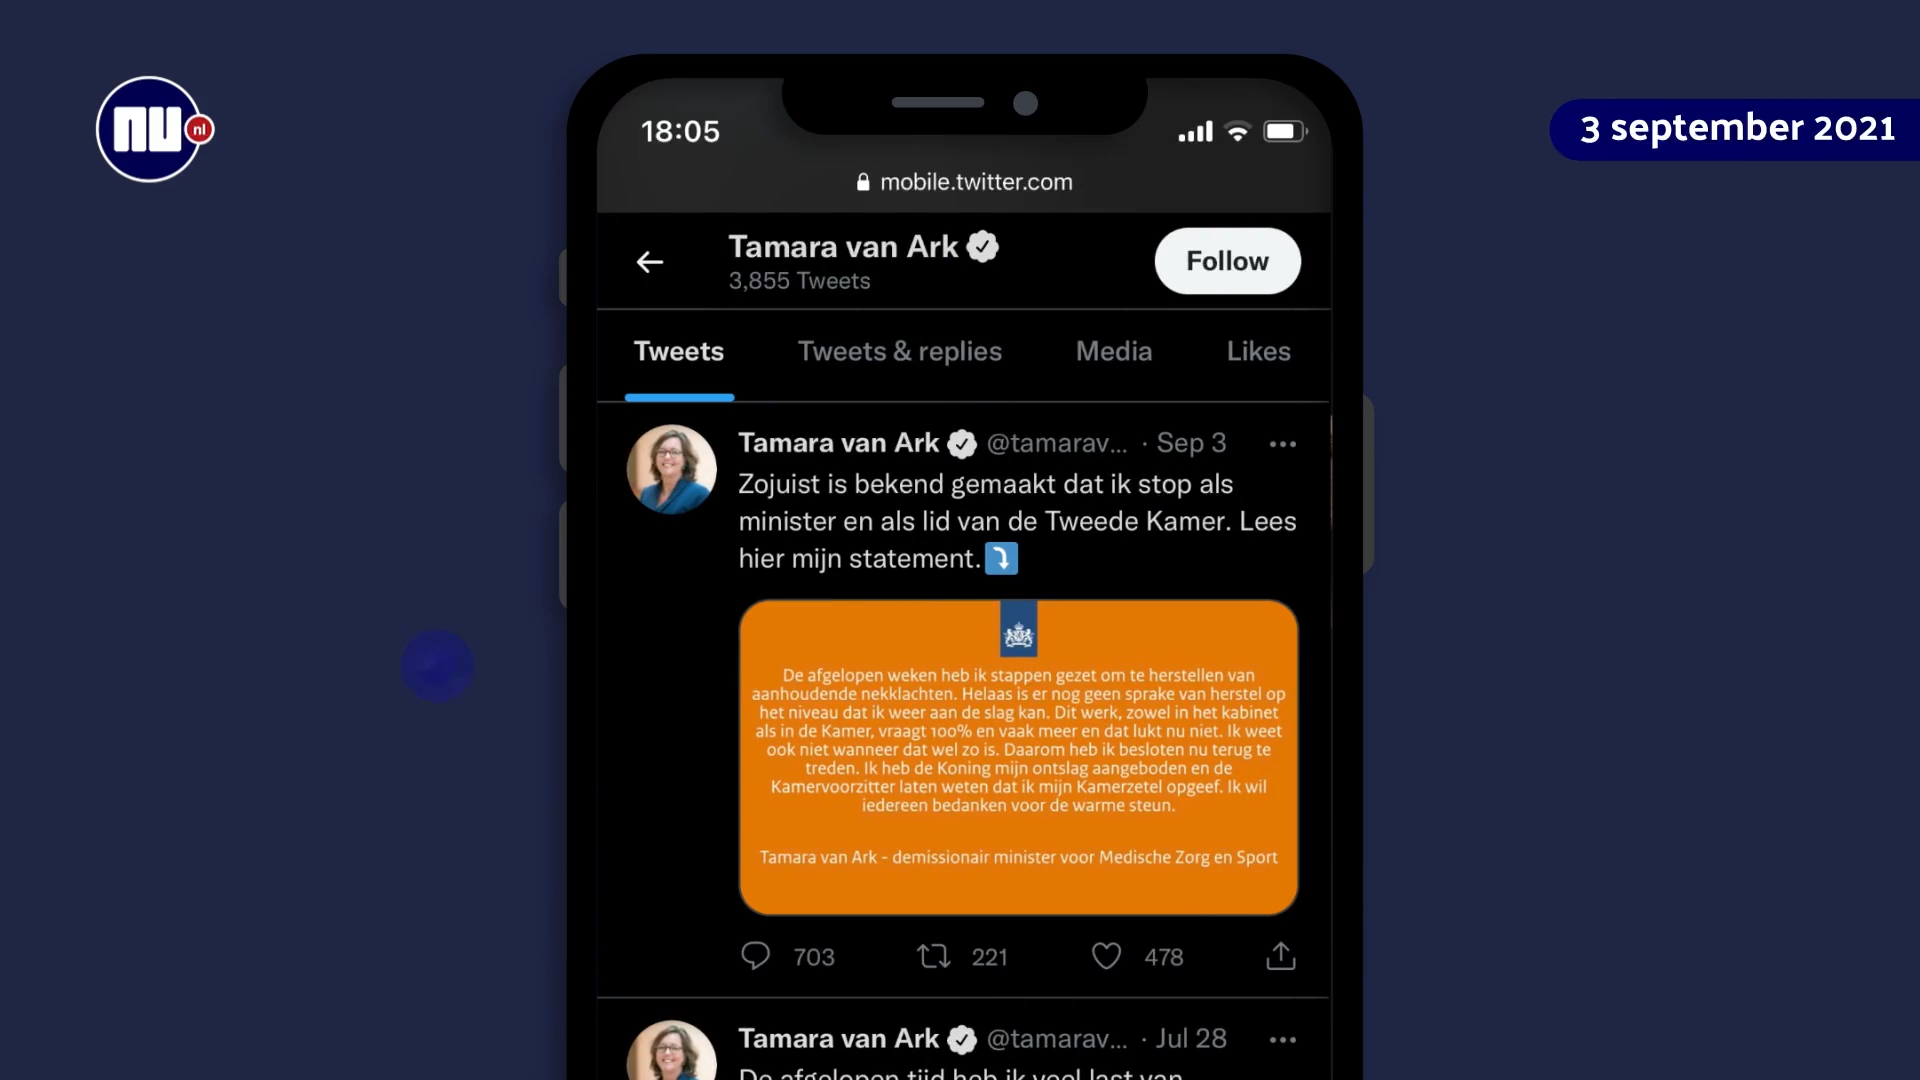 nu
nl
3 september 2021
18:05
mobile.twitter.com
Tamara van Ark
3,855 Tweets
Follow
Tweets
Tweets & replies
Media
Likes
Tamara van Ark @tamarav... · Sep 3
Zojuist is bekend gemaakt dat ik stop als
minister en als lid van de Tweede Kamer. Lees
hier mijn statement.
De afgelopen weken heb ik stappen gezet om te herstellen van
aanhoudende nekklachten. Helaas is er nog geen sprake van herstel op
het niveau dat ik weer aan de slag kan. Dit werk, zowel in het kabinet
als in de Kamer, vraagt 100% en vaak meer en dat lukt nu niet. Ik weet
ook niet wanneer dat wel zo is. Daarom heb ik besloten nu terug te
treden. Ik heb de Koning mijn ontslag aangeboden en de
Kamervoorzitter laten weten dat ik mijn Kamerzetel opgeef. Ik wil
iedereen bedanken voor de warme steun.
Tamara van Ark - demissionair minister voor Medische Zorg en Sport
703
221
478
Tamara van Ark @tamarav... · Jul 28
De afgelopen tijd heb ik veel last van